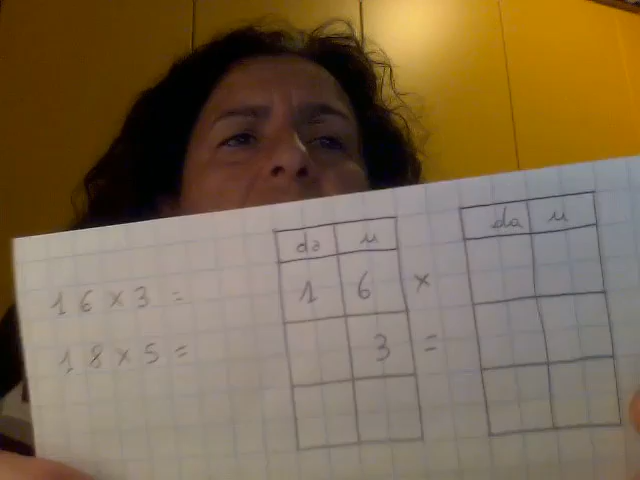 da u da u
16 x 3 = 1 6 x
18 x 5 = 3 =